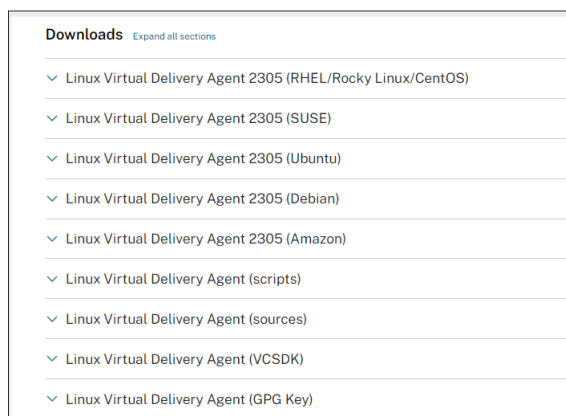 Downloads Expand all sections
Linux Virtual Delivery Agent 2305 (RHEL/Rocky Linux/CentOS)
Linux Virtual Delivery Agent 2305 (SUSE)
Linux Virtual Delivery Agent 2305 (Ubuntu)
Linux Virtual Delivery Agent 2305 (Debian)
Linux Virtual Delivery Agent 2305 (Amazon)
Linux Virtual Delivery Agent (scripts)
Linux Virtual Delivery Agent (sources)
Linux Virtual Delivery Agent (VCSDK)
Linux Virtual Delivery Agent (GPG Key)